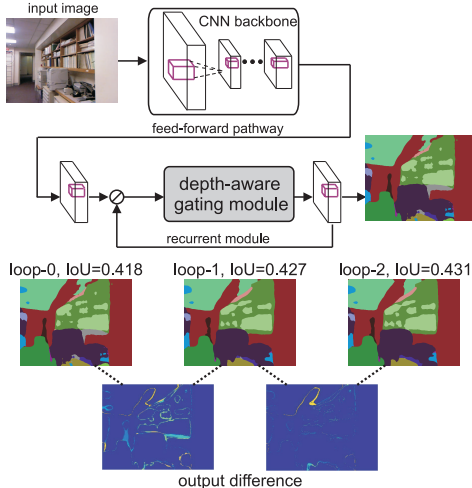 input image
CNN backbone
feed-forward pathway
depth-aware
gating module
recurrent module
loop-0, IoU=0.418
loop-1, IoU=0.427
loop-2, IoU=0.431
output difference